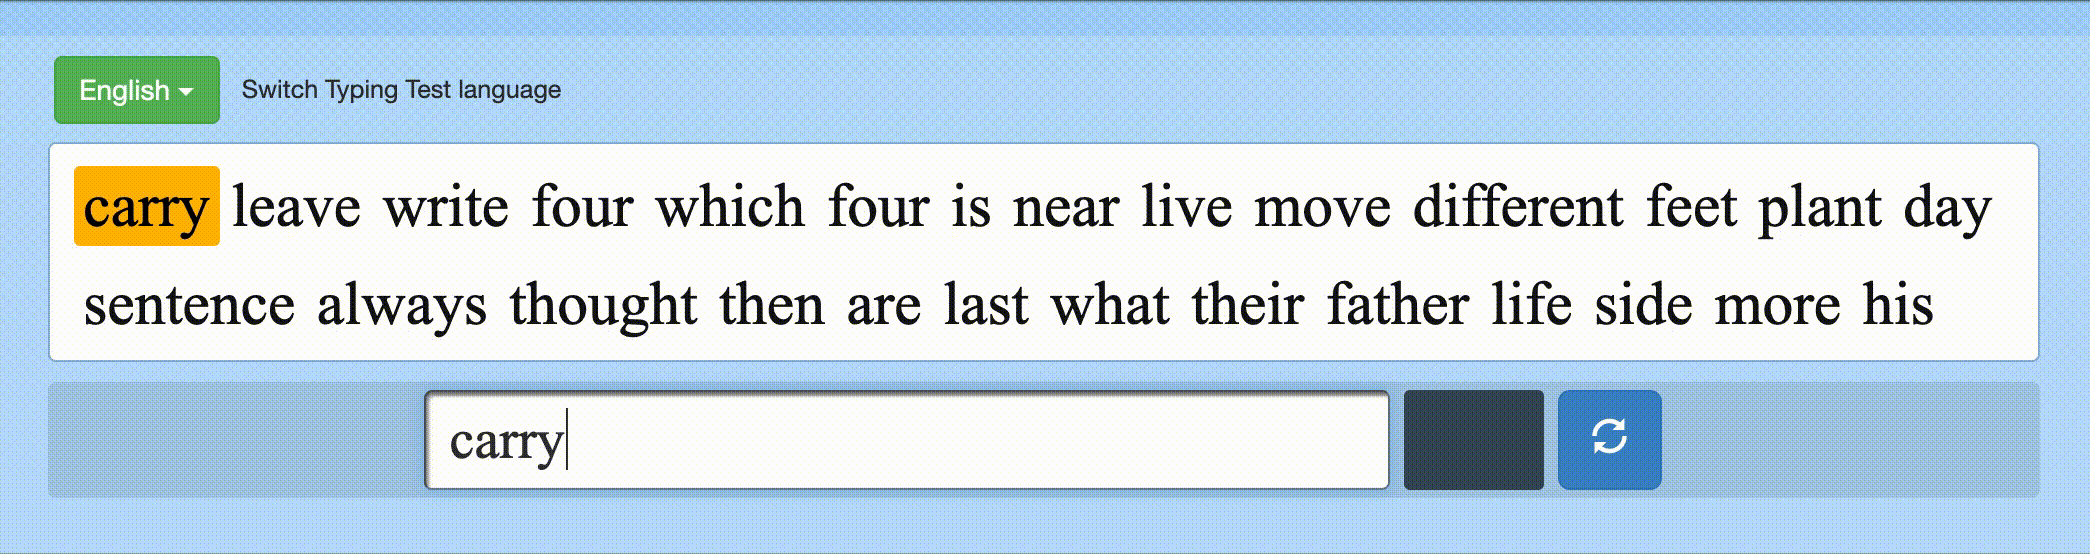 English Switch Typing Test language
carry leave write four which four is near live move different feet plant day
sentence always thought then are last what their father life side more his
carry